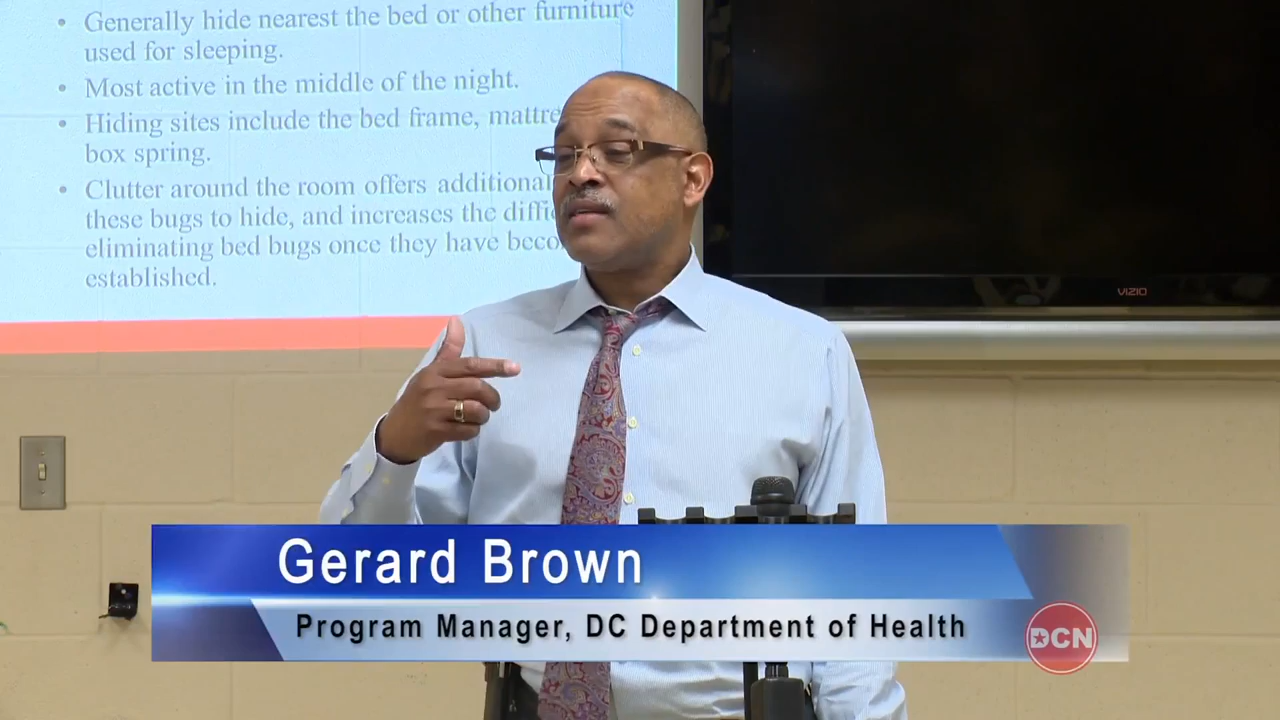 • Generally hide nearest the bed or other furniture
used for sleeping.
• Most active in the middle of the night.
• Hiding sites include the bed frame, mattre
box spring.
• Clutter around the room offers additional
these bugs to hide, and increases the diffic
eliminating bed bugs once they have beco
established.
VIZIO
Gerard Brown
Program Manager, DC Department of Health
DCN